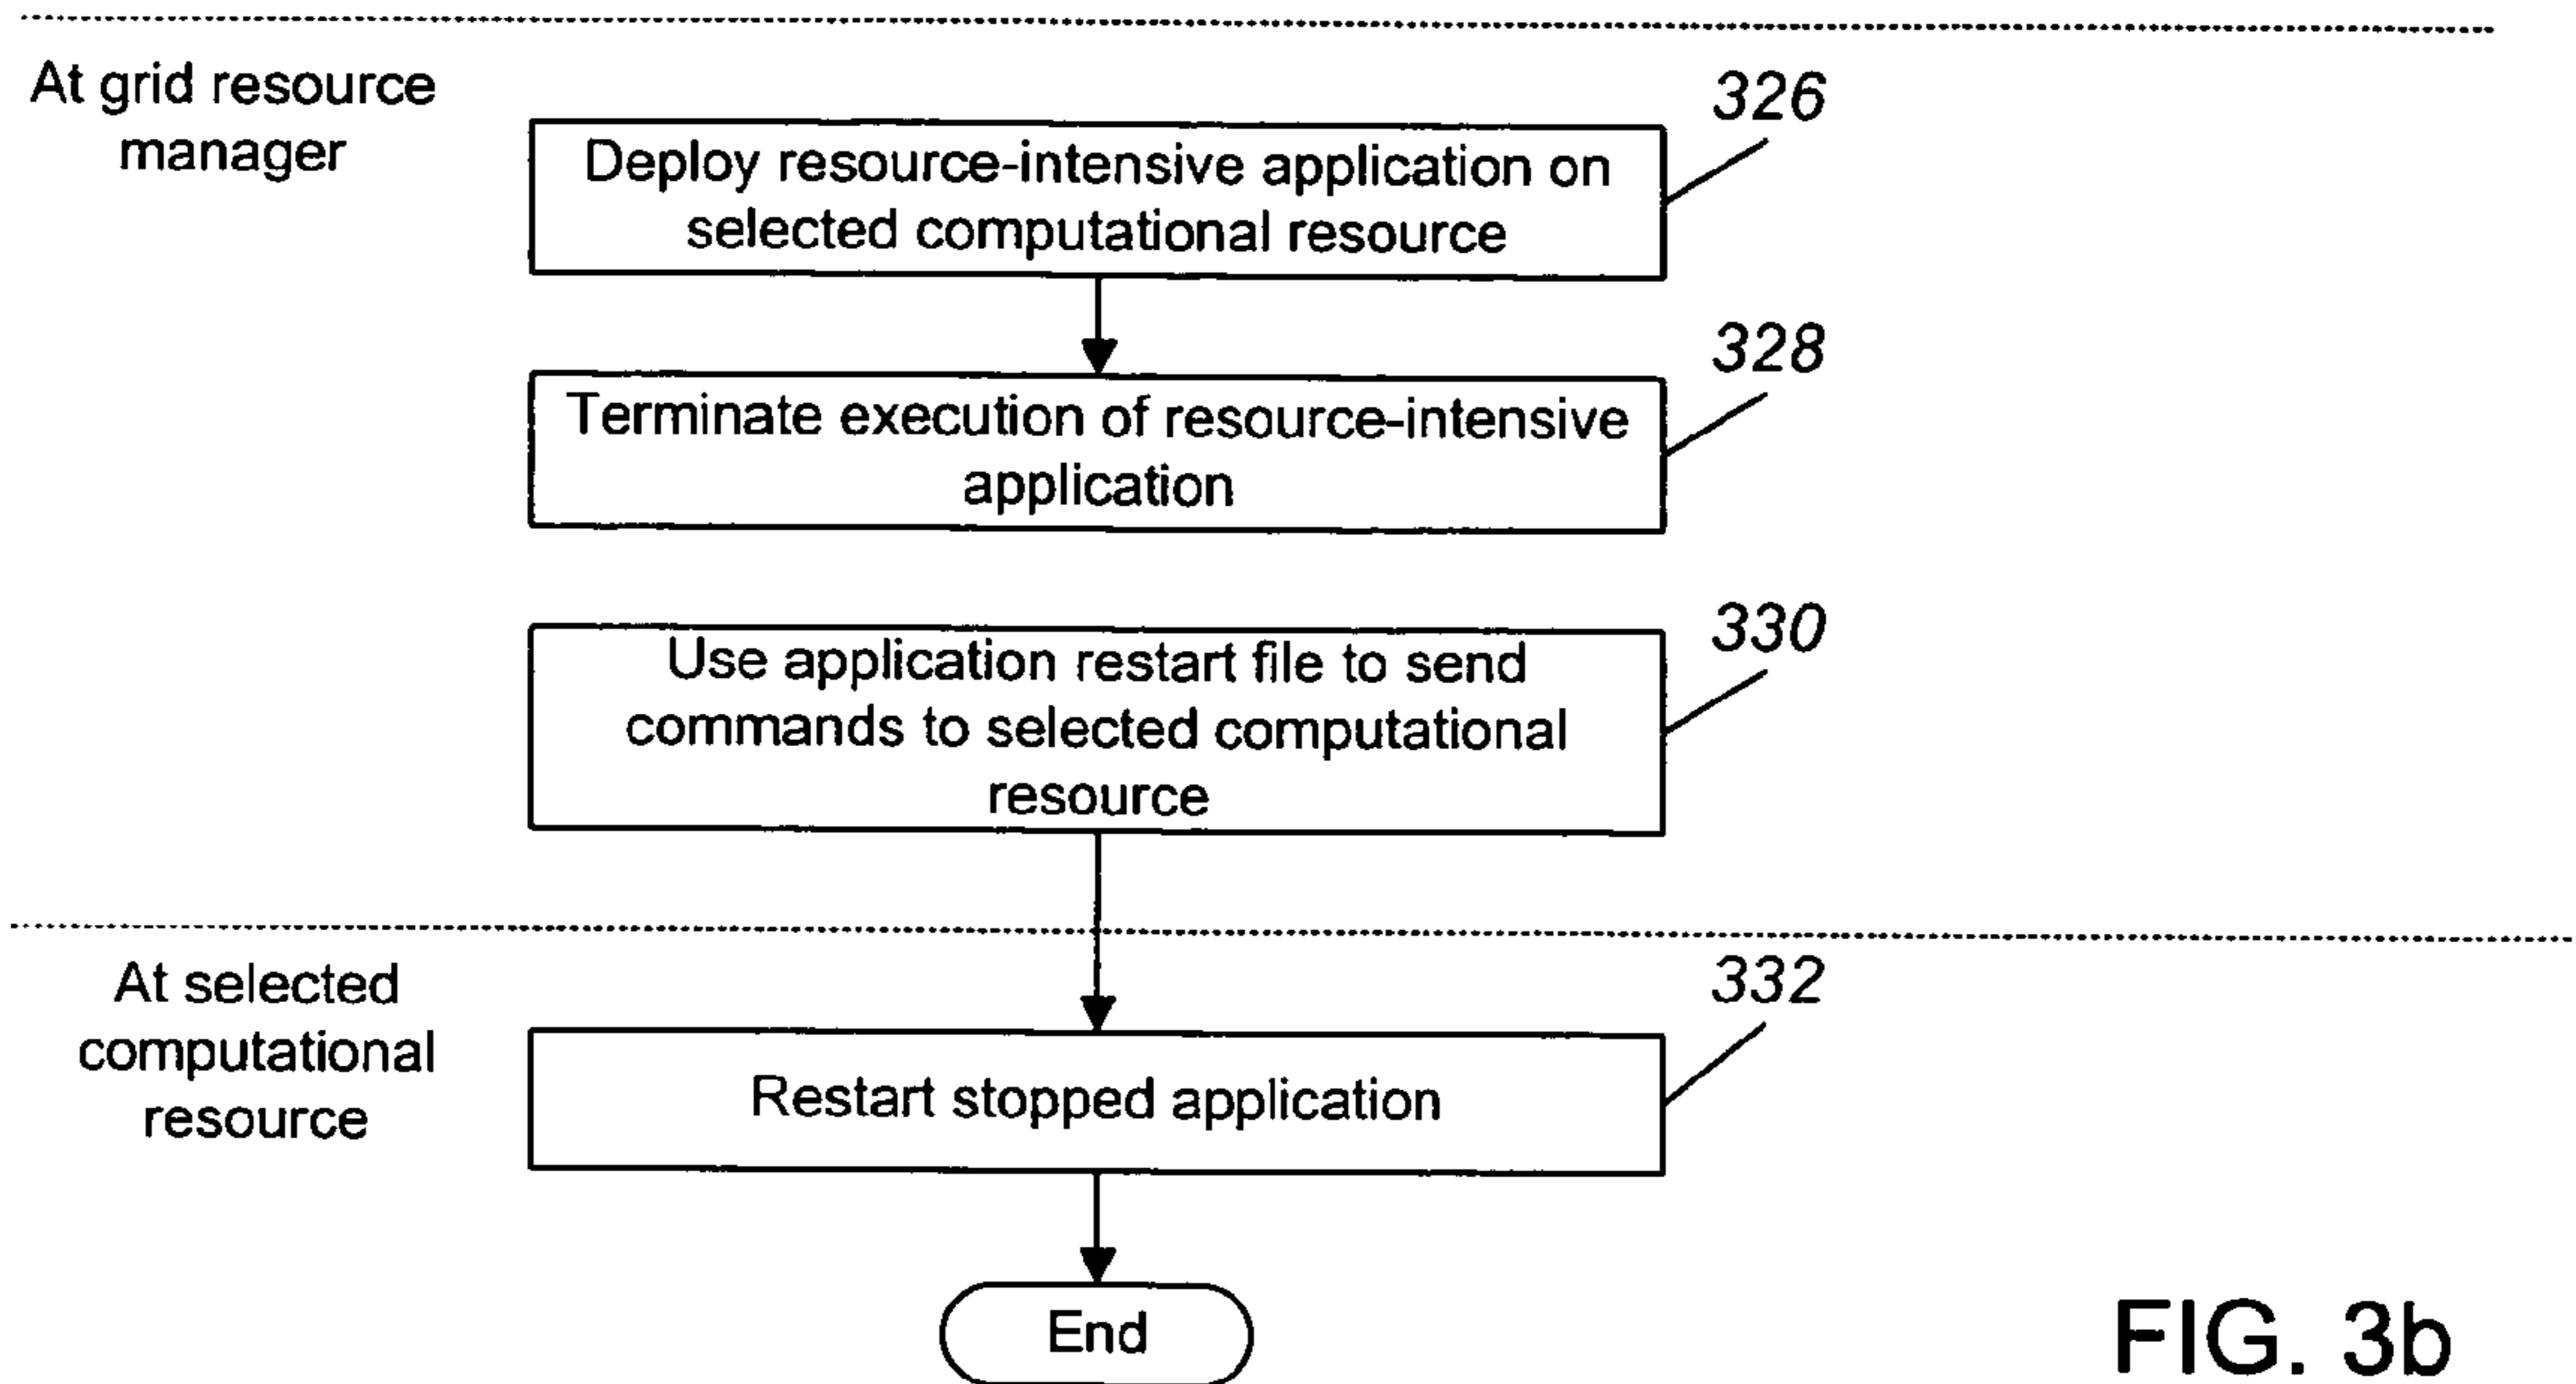 At grid resource
manager
326
Deploy resource-intensive application on
selected computational resource
328
Terminate execution of resource-intensive
application
330
Use application restart file to send
commands to selected computational
resource
At selected
computational
resource
332
Restart stopped application
End
FIG. 3b